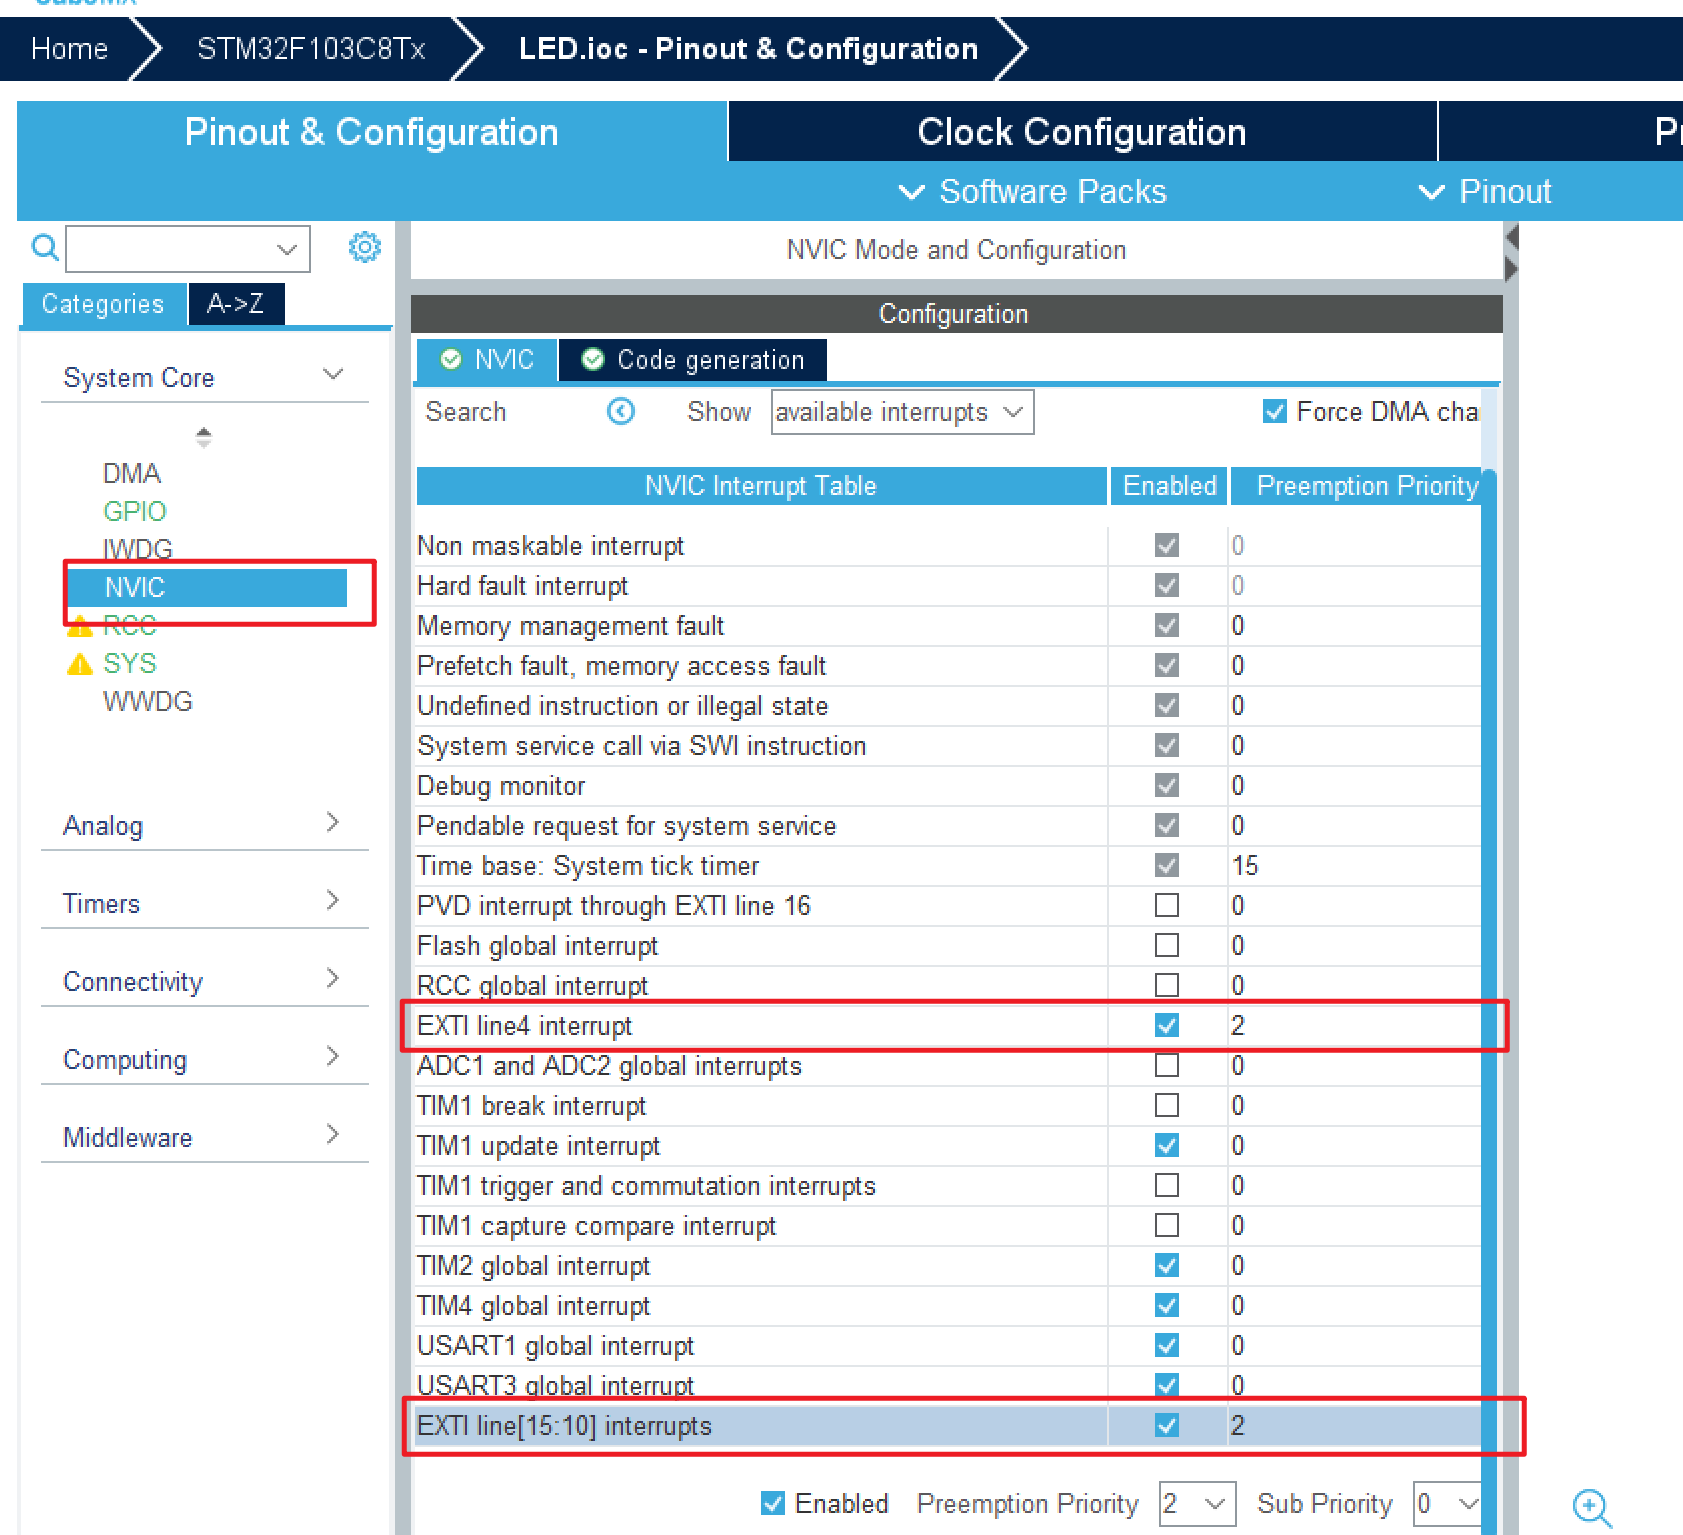 Home STM32F103C8Tx LED.ioc - Pinout & Configuration
Pinout & Configuration Clock Configuration
Software Packs Pinout
NVIC Mode and Configuration
Categories A->Z
Configuration
NVIC Code generation
System Core
Search Show available interrupts Force DMA cha
DMA
GPIO
IWDG
NVIC
RCC
SYS
WWDG
Analog
Timers
Connectivity
Computing
Middleware
NVIC Interrupt Table Enabled Preemption Priority
Non maskable interrupt 0
Hard fault interrupt 0
Memory management fault 0
Prefetch fault, memory access fault 0
Undefined instruction or illegal state 0
System service call via SWI instruction 0
Debug monitor 0
Pendable request for system service 0
Time base: System tick timer 15
PVD interrupt through EXTI line 16 0
Flash global interrupt 0
RCC global interrupt 0
EXTI line4 interrupt 2
ADC1 and ADC2 global interrupts 0
TIM1 break interrupt 0
TIM1 update interrupt 0
TIM1 trigger and commutation interrupts 0
TIM1 capture compare interrupt 0
TIM2 global interrupt 0
TIM4 global interrupt 0
USART1 global interrupt 0
USART3 global interrupt 0
EXTI line[15:10] interrupts 2
Enabled Preemption Priority 2 Sub Priority 0